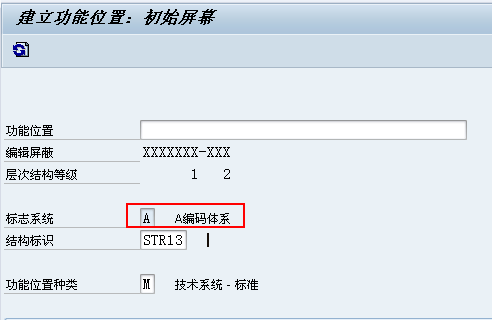 建立功能位置: 初始屏幕
功能位置
编辑屏蔽 XXXXXXX-XXX
层次结构等级 1 2
标志系统 A A编码体系
结构标识 STR13
功能位置种类 M 技术系统 - 标准